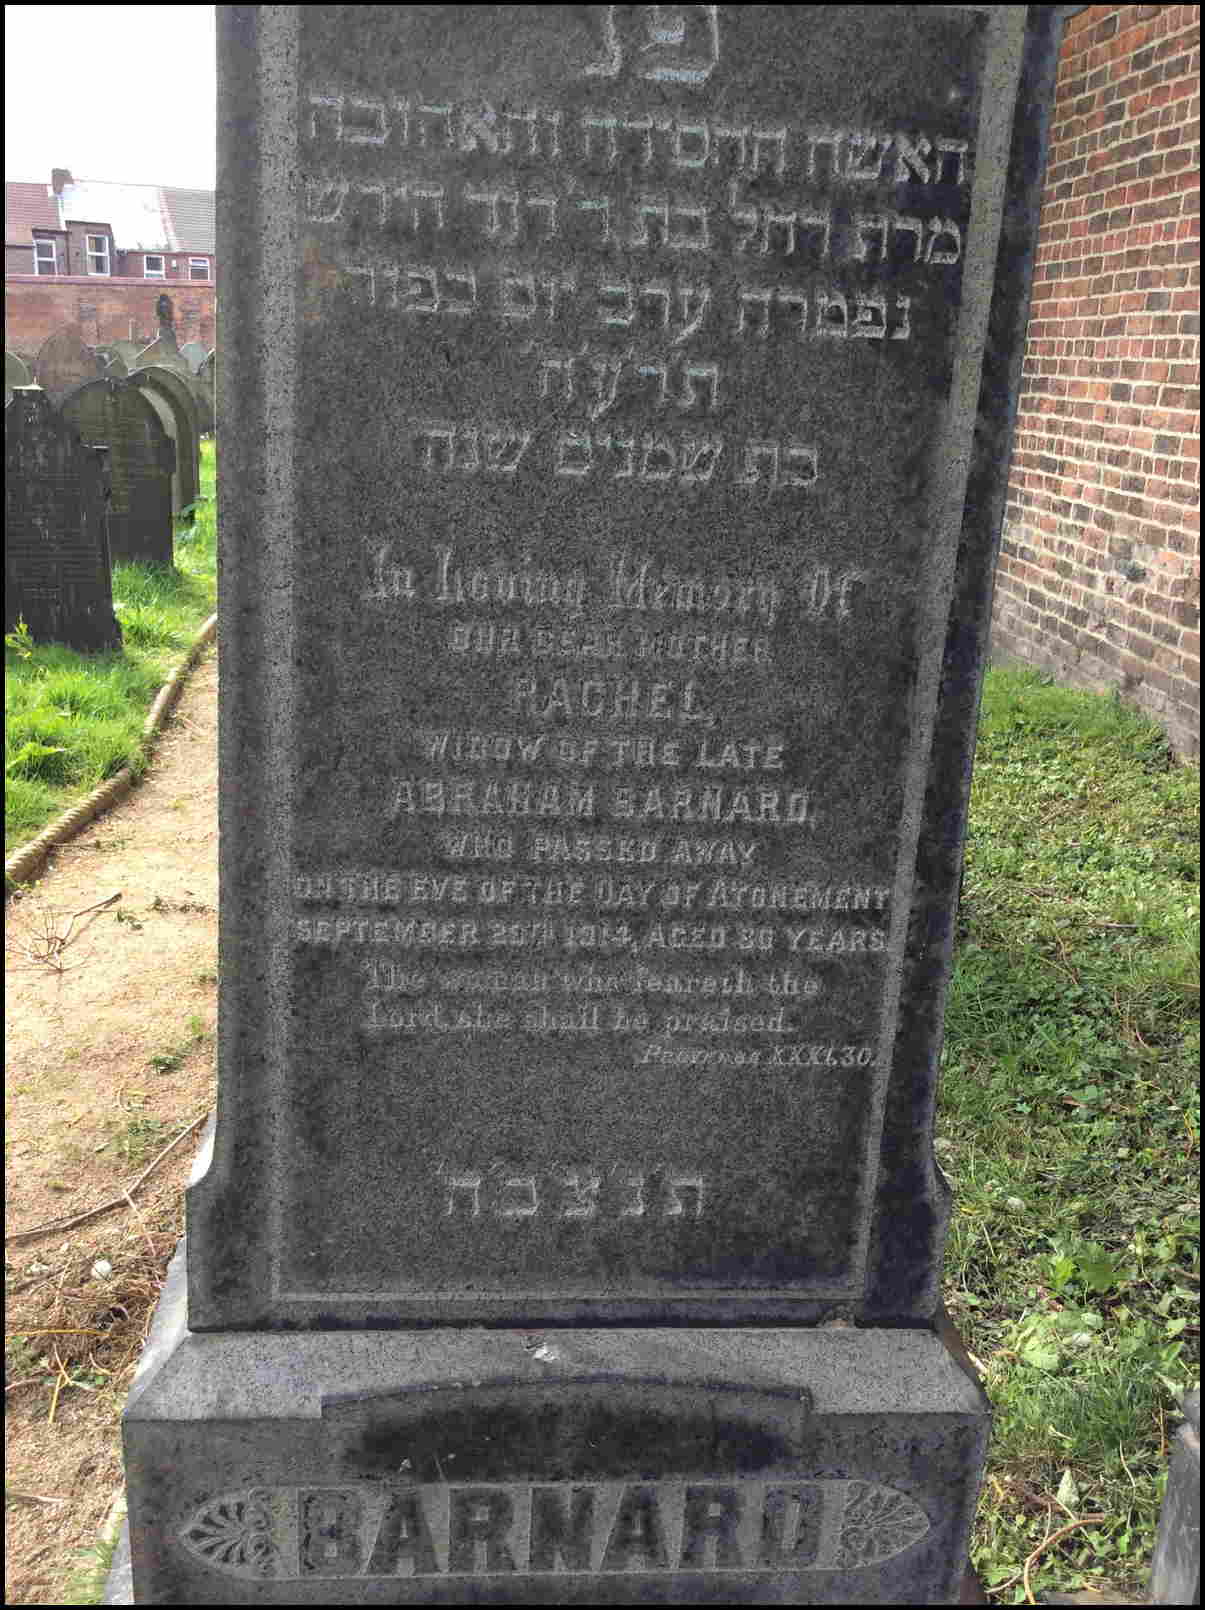 פנ
האשה החסידה והאהובה
מרת רחל בת ר' דוד הירש
נפטרה ערב יום כפור
ת'ר'ע'ה'
בת שמנים שנה
In Loving Memory Of
OUR DEAR MOTHER
RACHEL,
WIDOW OF THE LATE
ABRAHAM BARNARD,
WHO PASSED AWAY
ON THE EVE OF THE DAY OF ATONEMENT
SEPTEMBER 29TH 1914, AGED 80 YEARS
The woman who feareth the
Lord, she shall be praised.
Proverbs XXXI, 30.
ת'נ'צ'ב'ה'
BARNARD